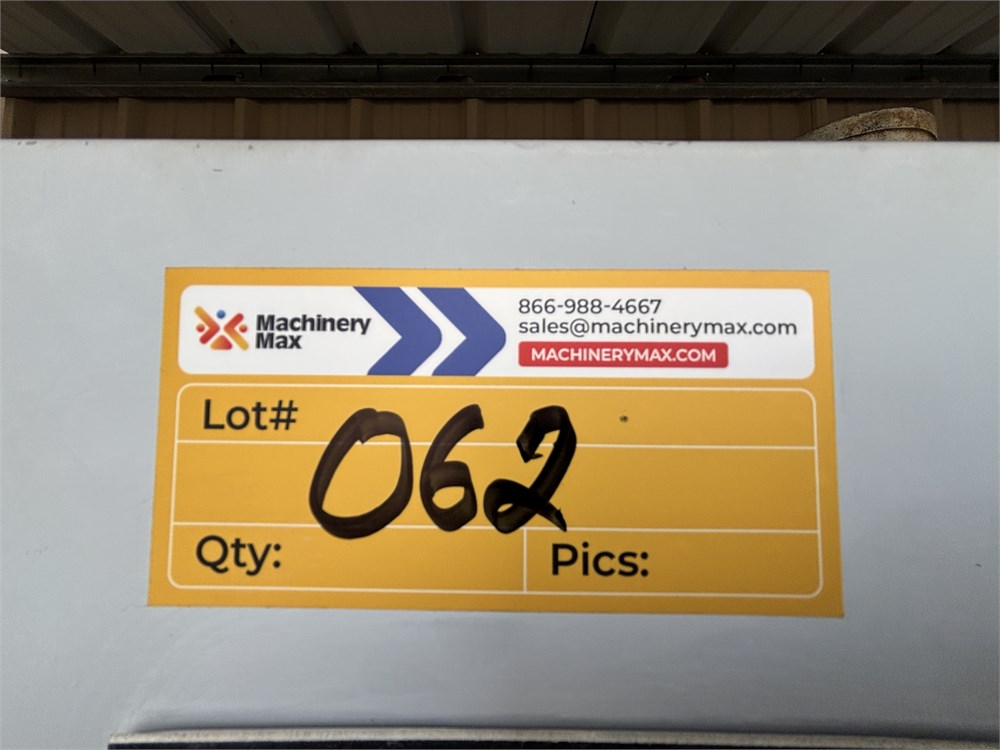 Machinery
Max
866-988-4667
sales@machinerymax.com
MACHINERYMAX.COM
Lot# 062
Qty:
Pics: